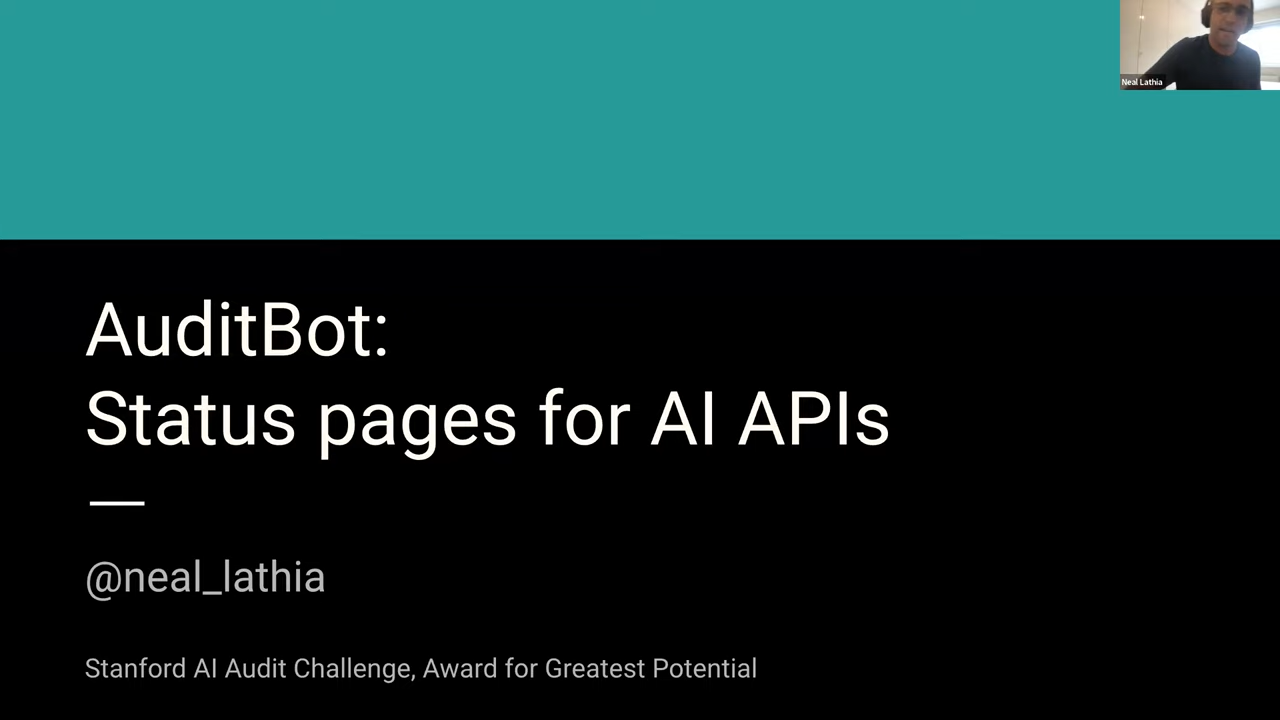 Neal Lathia
AuditBot:
Status pages for AI APIs
@neal_lathia
Stanford AI Audit Challenge, Award for Greatest Potential